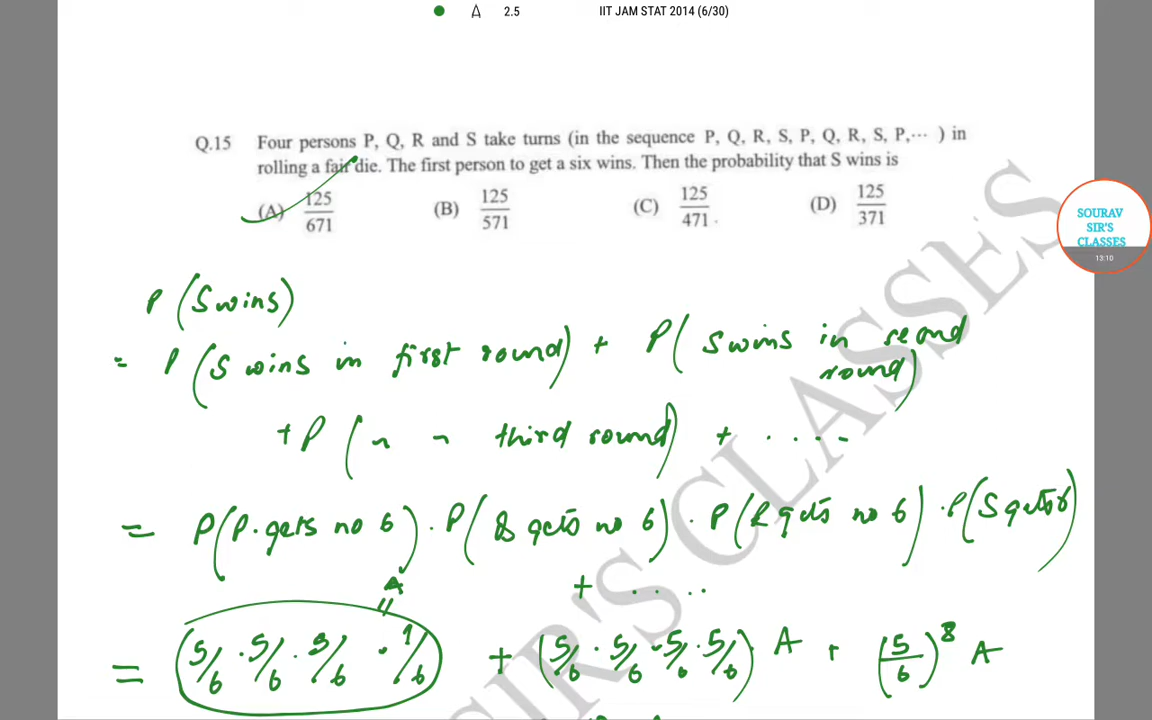 A 2.5 IIT JAM STAT 2014 (6/30)
Q.15 Four persons P, Q, R and S take turns (in the sequence P, Q, R, S, P, Q, R, S, P,⋯ ) in
rolling a fair die. The first person to get a six wins. Then the probability that S wins is
(A) 125/671 (B) 125/571 (C) 125/471 . (D) 125/371
SOURAV
SIR'S
CLASSES
13:10
P (S wins)
= P (S wins in first round) + P( S wins in second
round)
+ P ( " " third round) + ....
= P(P.gets no 6) . P( Q gets no 6) . P(R gets no 6) . P(S gets 6)
+ ....
A
"
= (5/6 . 5/6 . 5/6 . 1/6) + (5/6 . 5/6 . 5/6 . 5/6) A + (5/6)^8 A
SIR'S CLASSES